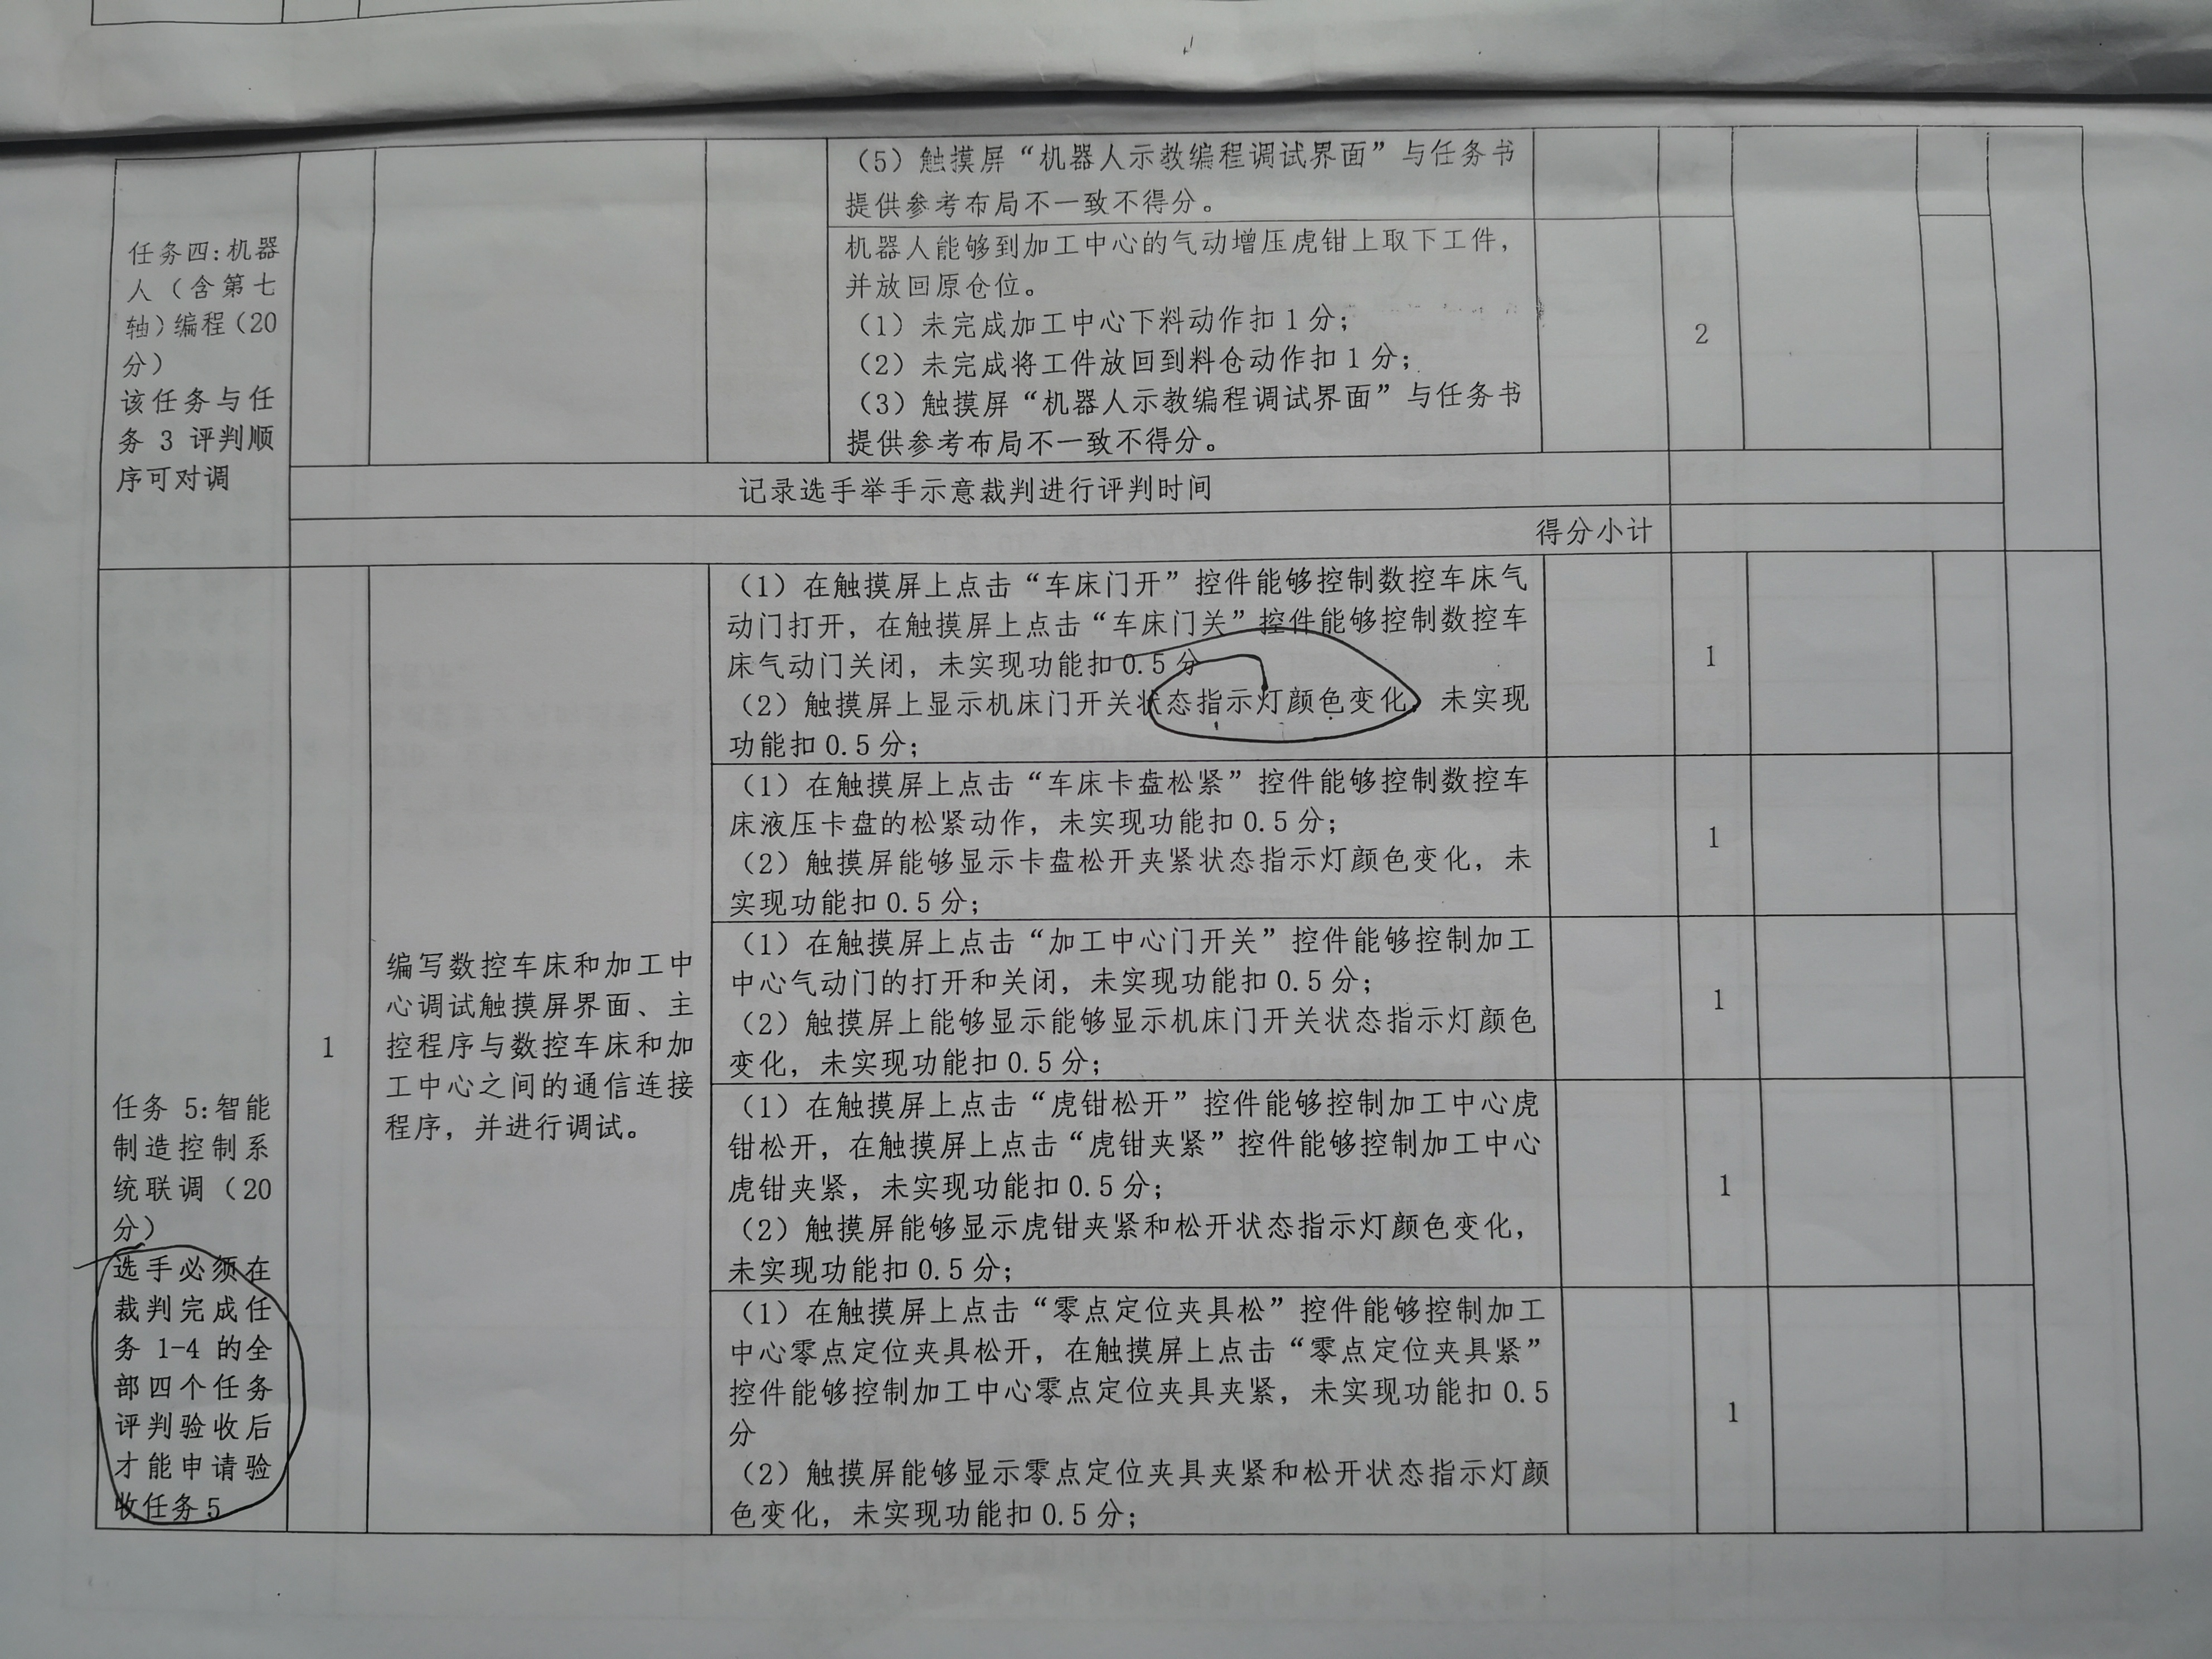 （5）触摸屏“机器人示教编程调试界面”与任务书
提供参考布局不一致不得分。
任务四:机器
人（含第七
轴）编程（20
分）
该任务与任
务 3 评判顺
序可对调
机器人能够到加工中心的气动增压虎钳上取下工件，
并放回原仓位。
（1）未完成加工中心下料动作扣 1 分；
（2）未完成将工件放回到料仓动作扣 1 分；
（3）触摸屏“机器人示教编程调试界面”与任务书
提供参考布局不一致不得分。
2
记录选手举手示意裁判进行评判时间
得分小计
任务 5:智能
制造控制系
统联调（20
分）
选手必须在
裁判完成任
务 1-4 的全
部四个任务
评判验收后
才能申请验
收任务 5
1
编写数控车床和加工中
心调试触摸屏界面、主
控程序与数控车床和加
工中心之间的通信连接
程序，并进行调试。
（1）在触摸屏上点击“车床门开”控件能够控制数控车床气
动门打开，在触摸屏上点击“车床门关”控件能够控制数控车
床气动门关闭，未实现功能扣 0.5 分
（2）触摸屏上显示机床门开关状态指示灯颜色变化，未实现
功能扣 0.5 分；
1
（1）在触摸屏上点击“车床卡盘松紧”控件能够控制数控车
床液压卡盘的松紧动作，未实现功能扣 0.5 分；
（2）触摸屏能够显示卡盘松开夹紧状态指示灯颜色变化，未
实现功能扣 0.5 分；
1
（1）在触摸屏上点击“加工中心门开关”控件能够控制加工
中心气动门的打开和关闭，未实现功能扣 0.5 分；
（2）触摸屏上能够显示能够显示机床门开关状态指示灯颜色
变化，未实现功能扣 0.5 分；
1
（1）在触摸屏上点击“虎钳松开”控件能够控制加工中心虎
钳松开，在触摸屏上点击“虎钳夹紧”控件能够控制加工中心
虎钳夹紧，未实现功能扣 0.5 分；
（2）触摸屏能够显示虎钳夹紧和松开状态指示灯颜色变化，
未实现功能扣 0.5 分；
1
（1）在触摸屏上点击“零点定位夹具松”控件能够控制加工
中心零点定位夹具松开，在触摸屏上点击“零点定位夹具紧”
控件能够控制加工中心零点定位夹具夹紧，未实现功能扣 0.5
分
（2）触摸屏能够显示零点定位夹具夹紧和松开状态指示灯颜
色变化，未实现功能扣 0.5 分；
1